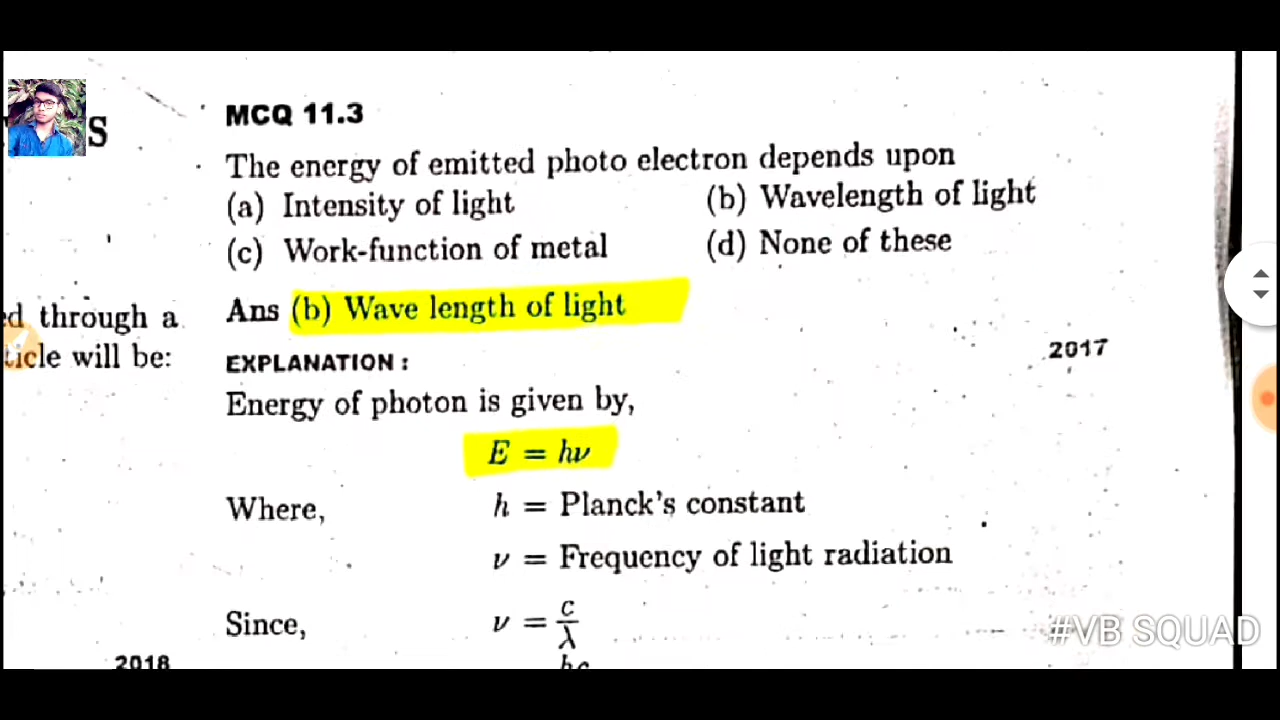 S
MCQ 11.3
The energy of emitted photo electron depends upon
(a) Intensity of light
(b) Wavelength of light
(c) Work-function of metal
(d) None of these
Ans (b) Wave length of light
ed through a
ticle will be:
EXPLANATION :
2017
Energy of photon is given by,
E = hν
Where,
h = Planck's constant
ν = Frequency of light radiation
Since,
ν = c/λ
#VB SQUAD
2018
hc